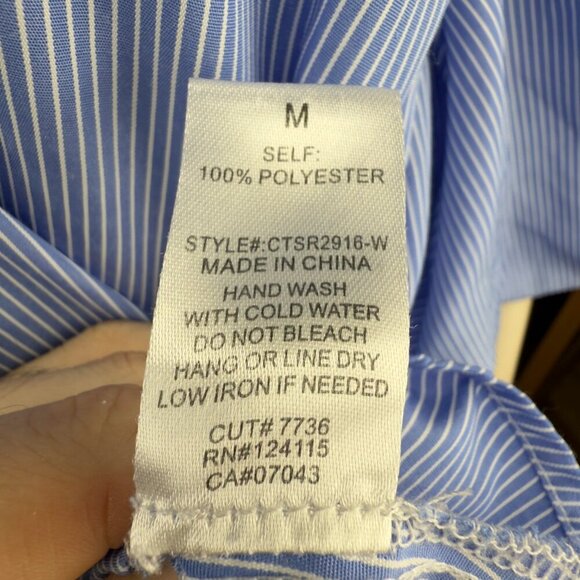 M
SELF:
100% POLYESTER
STYLE#:CTSR2916-W
MADE IN CHINA
HAND WASH
WITH COLD WATER
DO NOT BLEACH
HANG OR LINE DRY
LOW IRON IF NEEDED
CUT# 7736
RN#124115
CA#07043